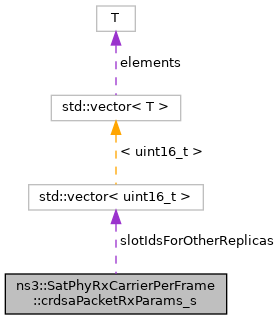 T
elements
std::vector< T >
< uint16_t >
std::vector< uint16_t >
slotIdsForOtherReplicas
ns3::SatPhyRxCarrierPerFrame
::crdsaPacketRxParams_s